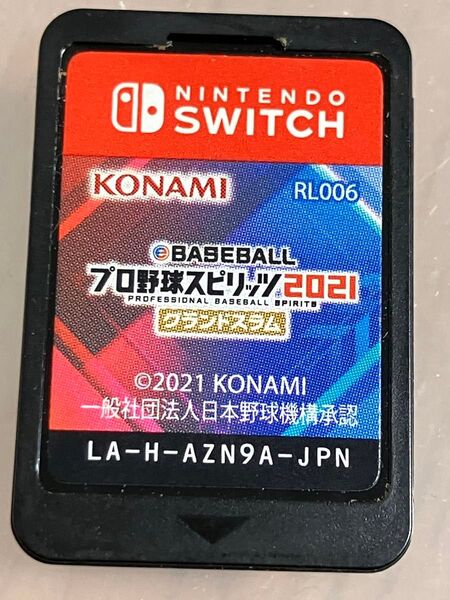 NINTENDO
SWITCH
KONAMI RL006
eBASEBALL
プロ野球スピリッツ2021
PROFESSIONAL BASEBALL SPIRITS
グランドスラム
©2021 KONAMI
一般社団法人日本野球機構承認
LA-H-AZN9A-JPN